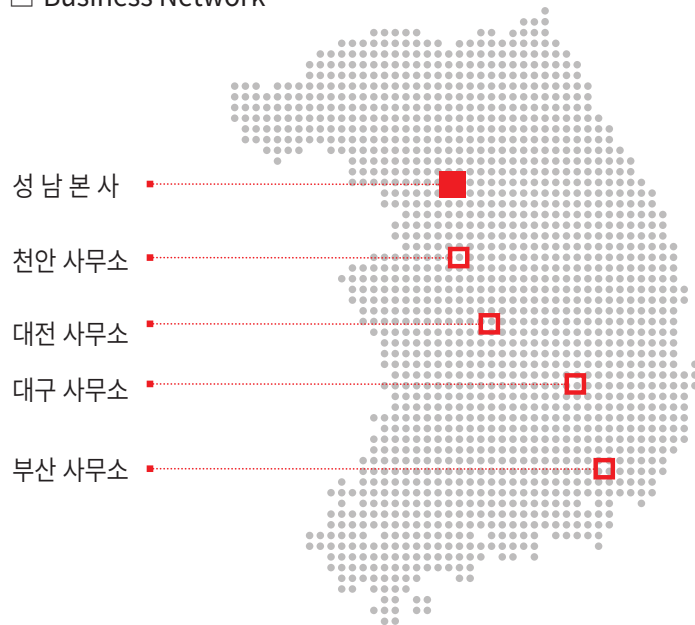 Business Network
성 남 본 사
천안 사무소
대전 사무소
대구 사무소
부산 사무소